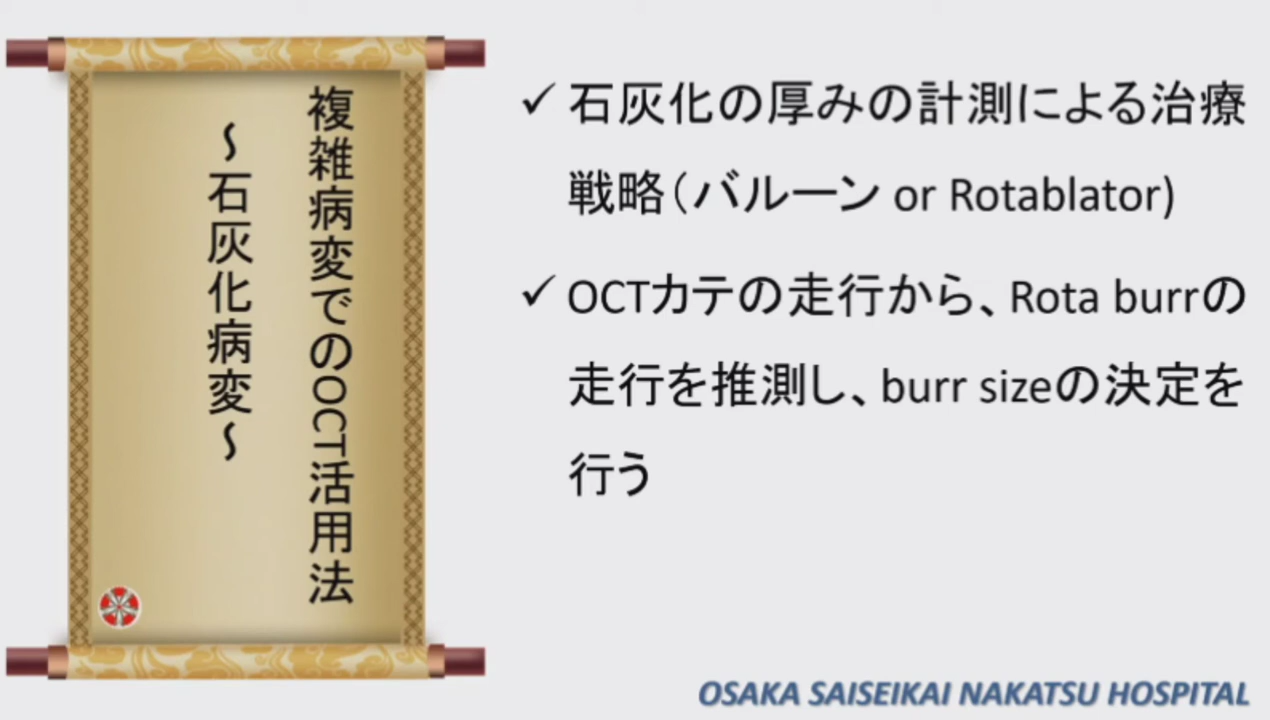 複雑病変でのOCT活用法
～石灰化病変～
✓ 石灰化の厚みの計測による治療
戦略（バルーン or Rotablator)
✓ OCTカテの走行から、Rota burrの
走行を推測し、burr sizeの決定を
行う
OSAKA SAISEIKAI NAKATSU HOSPITAL